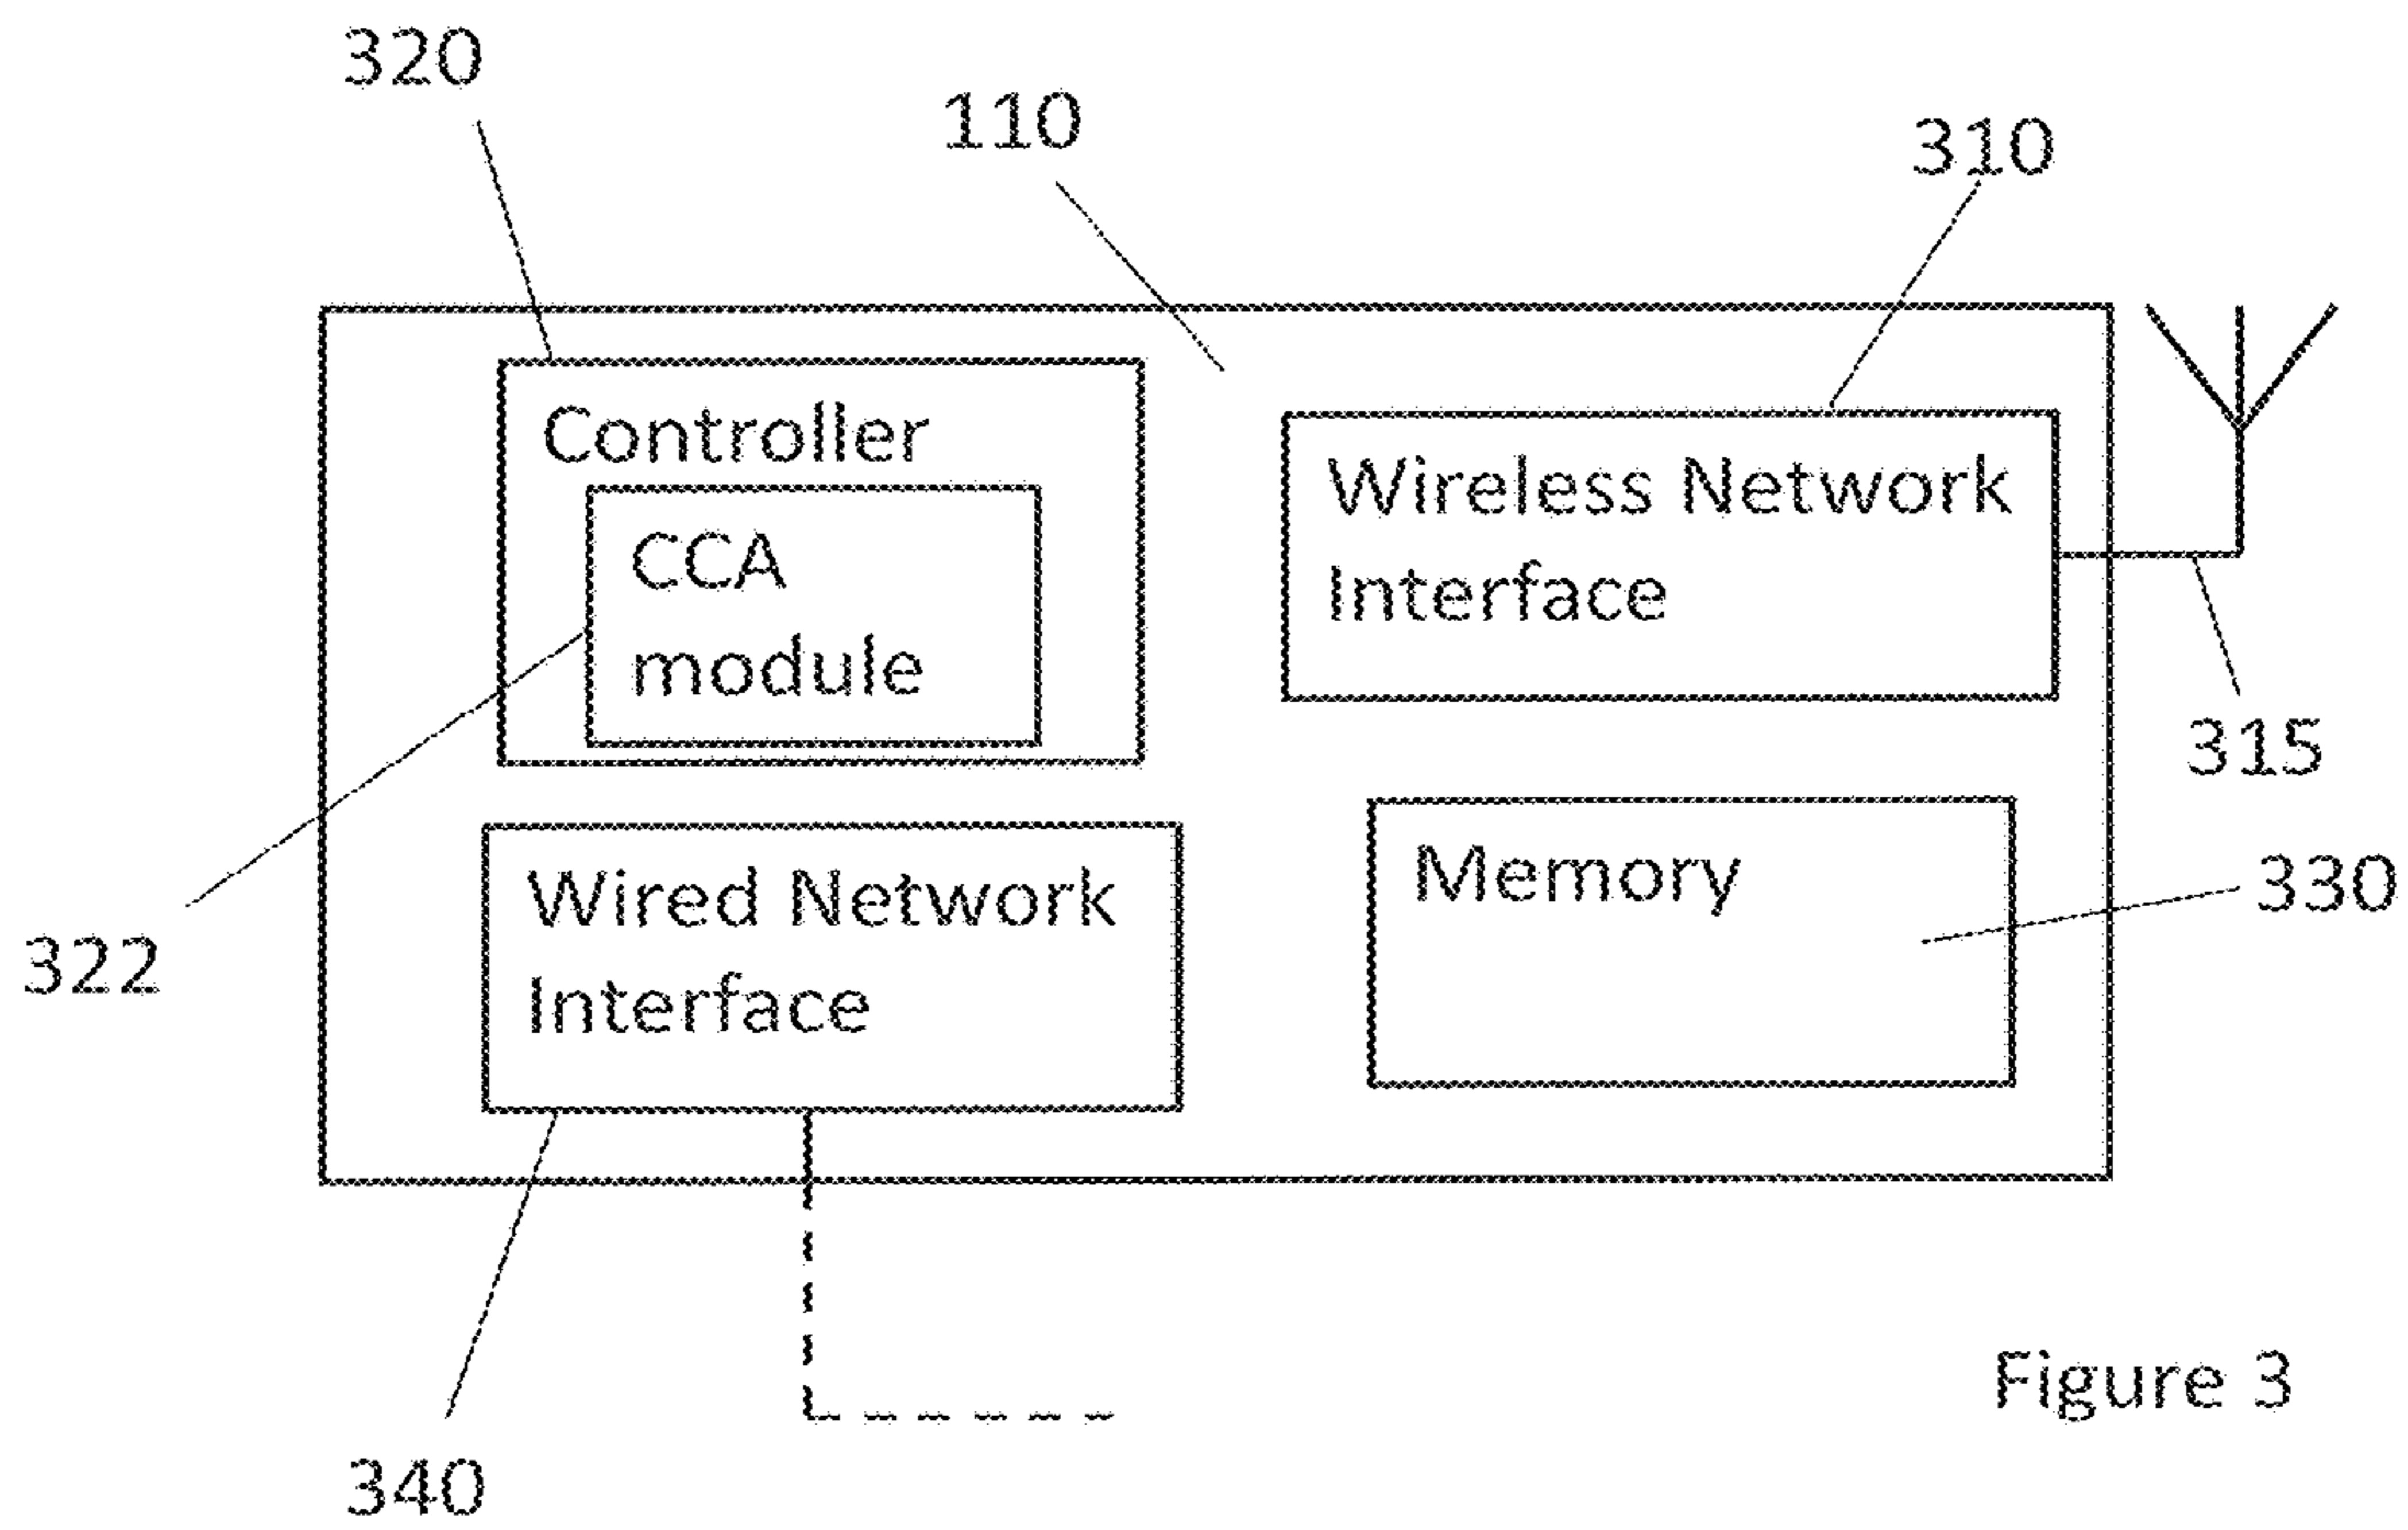 320
110
310
Controller
CCA
module
Wireless Network
Interface
315
322
Wired Network
Interface
Memory
330
340
Figure 3